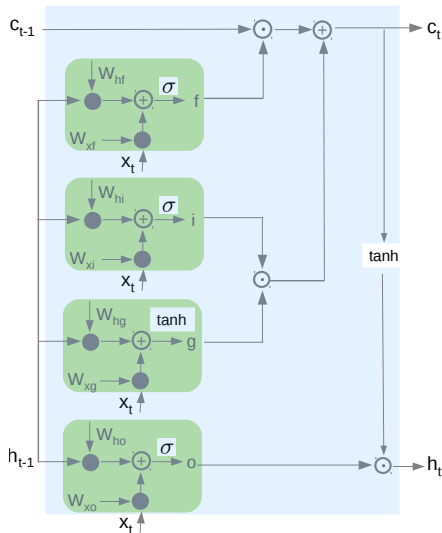 c_{t-1} c_t
W_{hf} σ
f
W_{xf}
x_t
W_{hi} σ
i
W_{xi}
x_t
tanh
W_{hg} tanh
g
W_{xg}
x_t
W_{ho} σ
h_{t-1} o h_t
W_{xo}
x_t